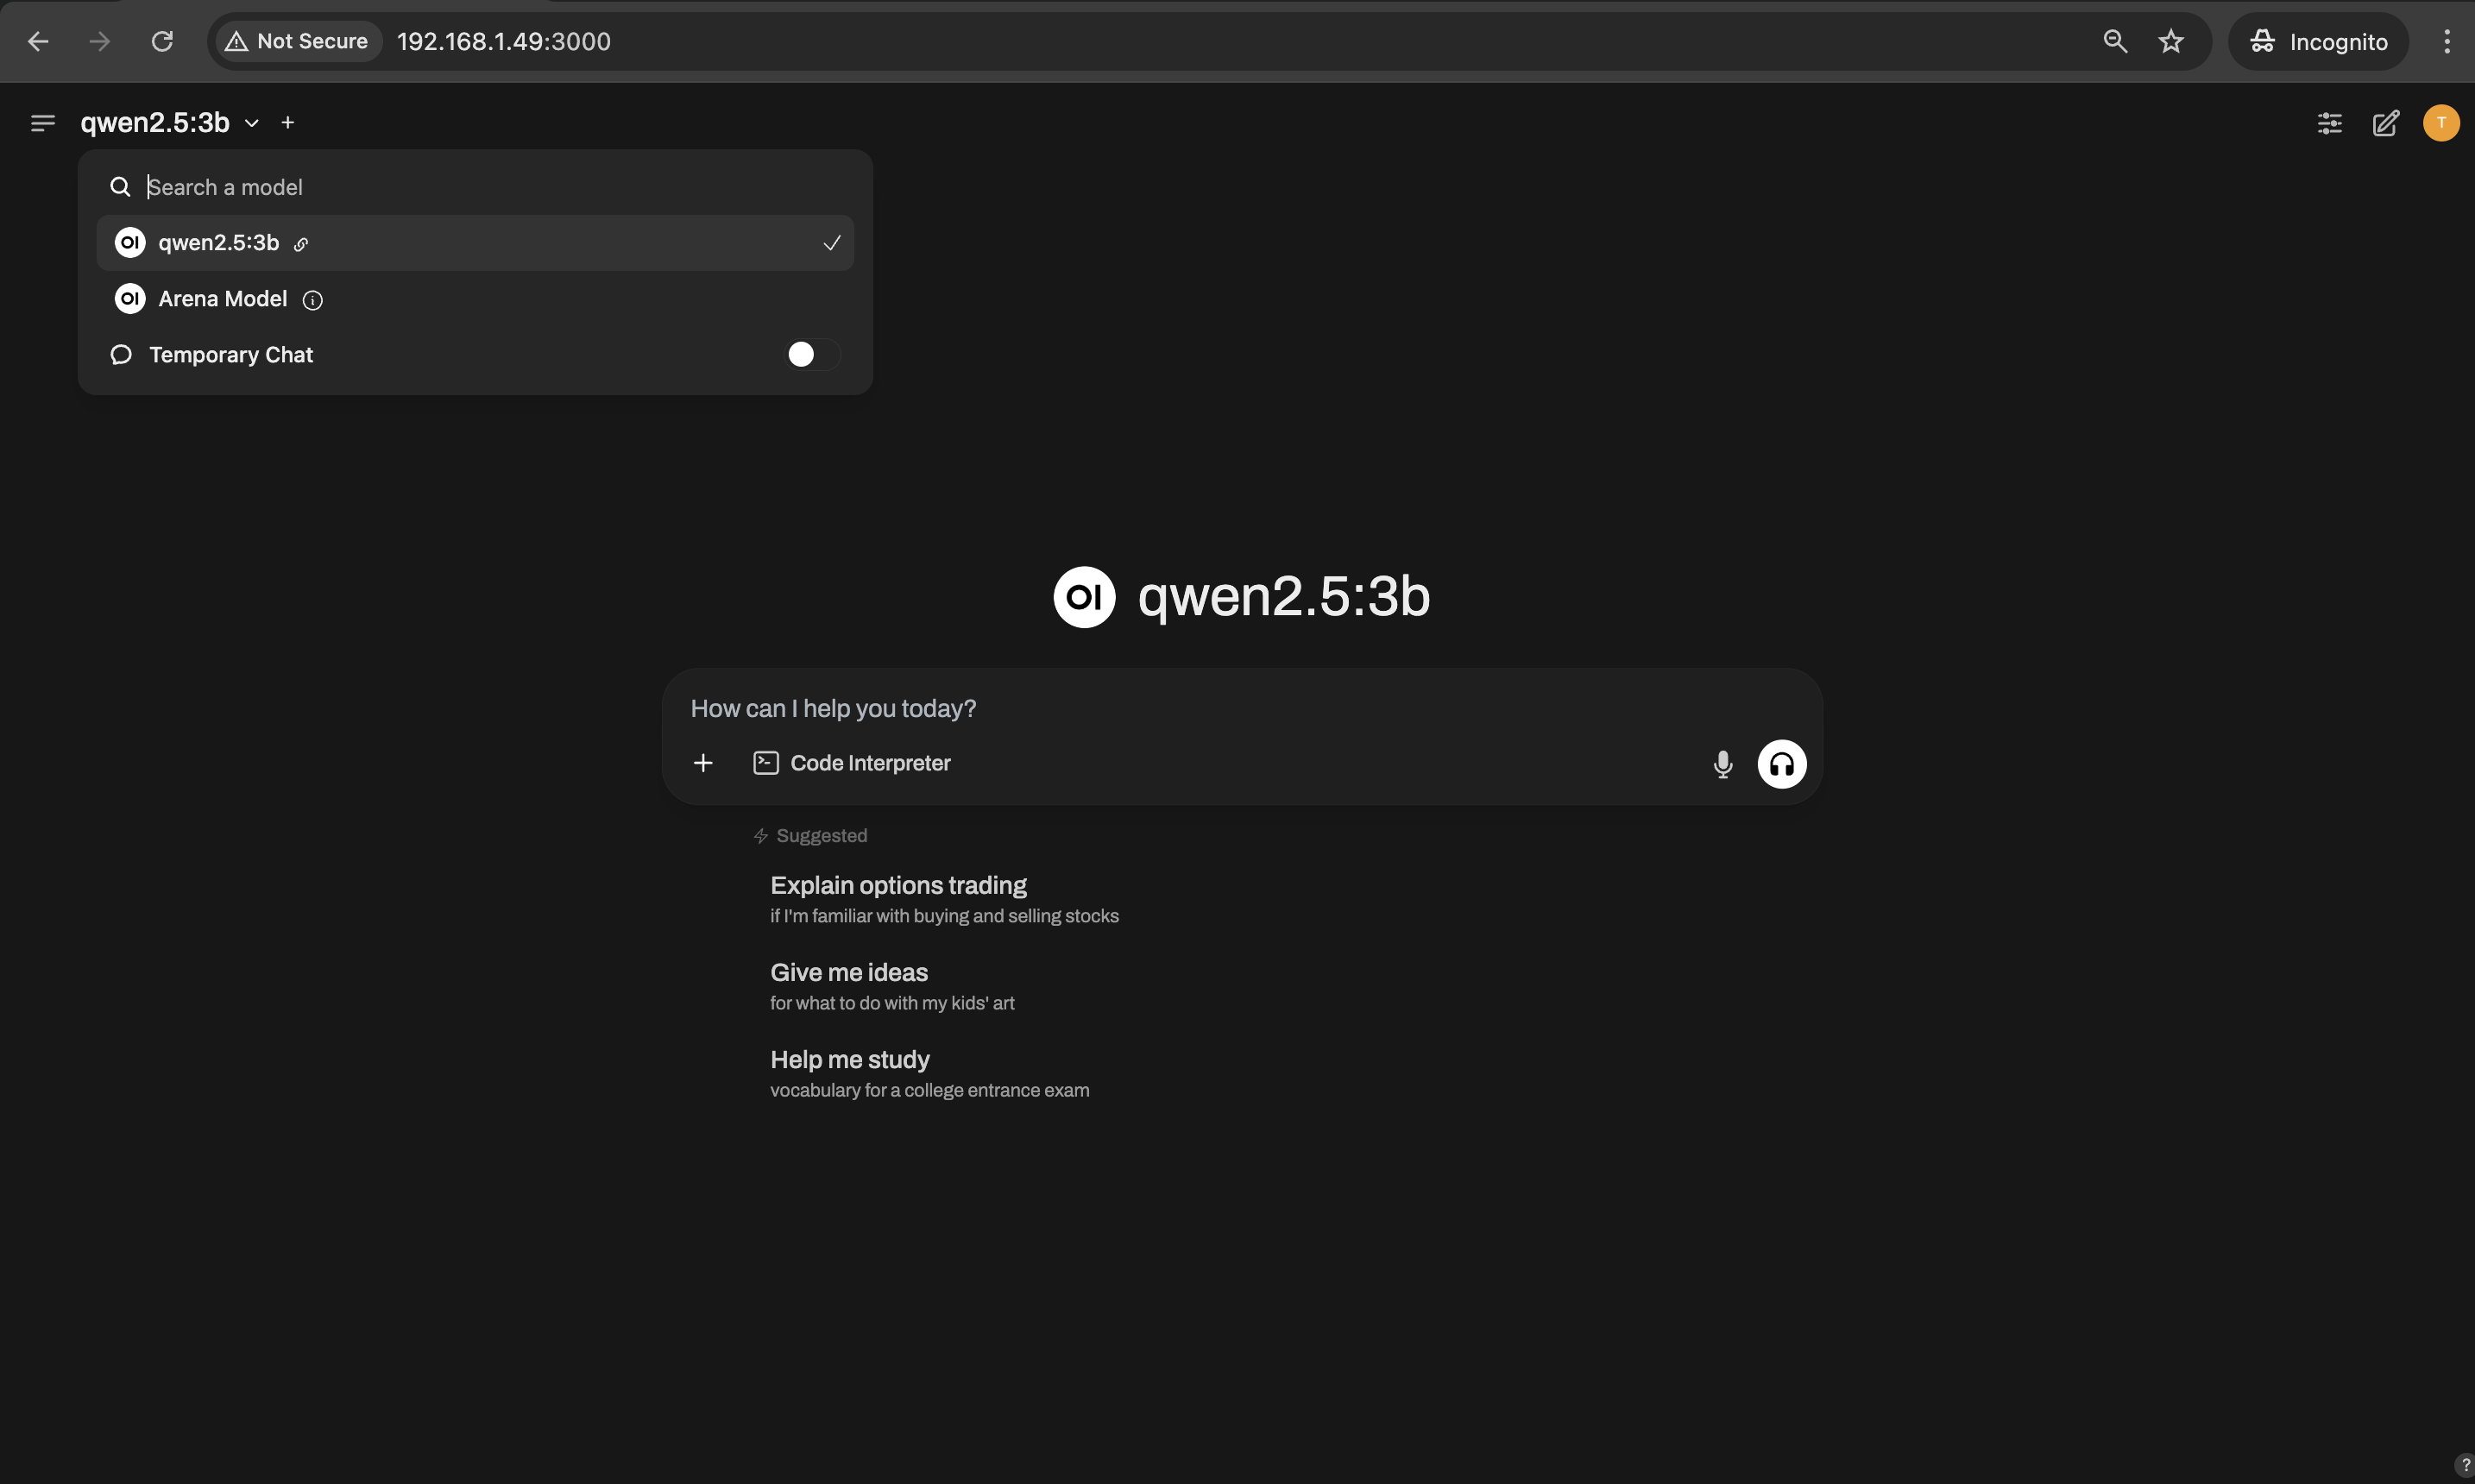 Not Secure 192.168.1.49:3000 Incognito
qwen2.5:3b
T
Search a model
OI qwen2.5:3b
OI Arena Model
Temporary Chat
OI qwen2.5:3b
How can I help you today?
Code Interpreter
Suggested
Explain options trading
if I'm familiar with buying and selling stocks
Give me ideas
for what to do with my kids' art
Help me study
vocabulary for a college entrance exam
?